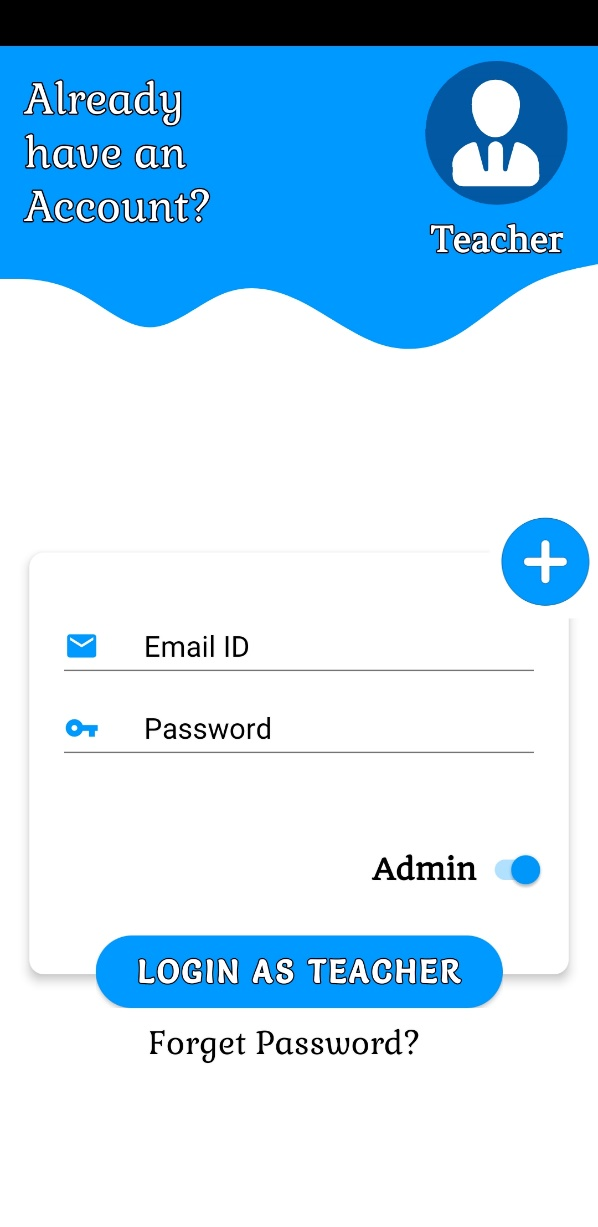 Already
have an
Account?
Teacher
Email ID
Password
Admin
LOGIN AS TEACHER
Forget Password?